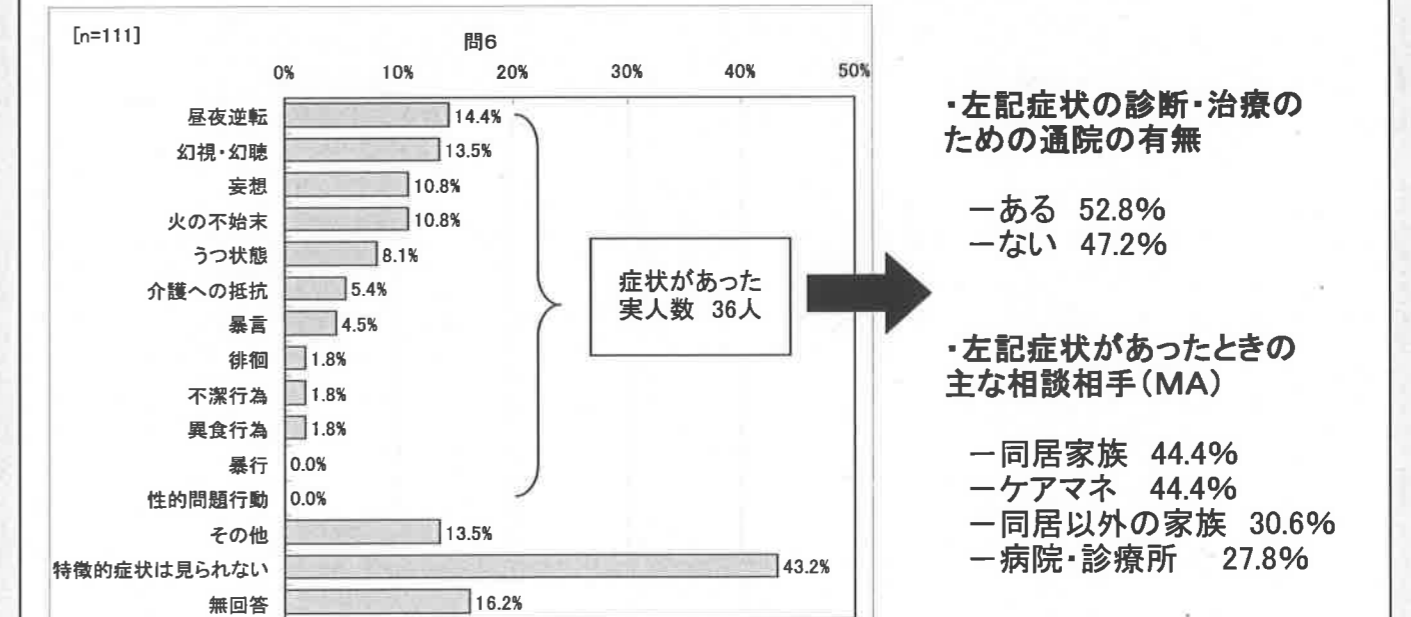 [n=111]
問6
0% 10% 20% 30% 40% 50%
昼夜逆転 14.4%
幻視・幻聴 13.5%
妄想 10.8%
火の不始末 10.8%
うつ状態 8.1%
介護への抵抗 5.4%
暴言 4.5%
徘徊 1.8%
不潔行為 1.8%
異食行為 1.8%
暴行 0.0%
性的問題行動 0.0%
その他 13.5%
特徴的症状は見られない 43.2%
無回答 16.2%
症状があった
実人数 36人
・左記症状の診断・治療の
ための通院の有無
－ある 52.8%
－ない 47.2%
・左記症状があったときの
主な相談相手(MA)
－同居家族 44.4%
－ケアマネ 44.4%
－同居以外の家族 30.6%
－病院・診療所 27.8%